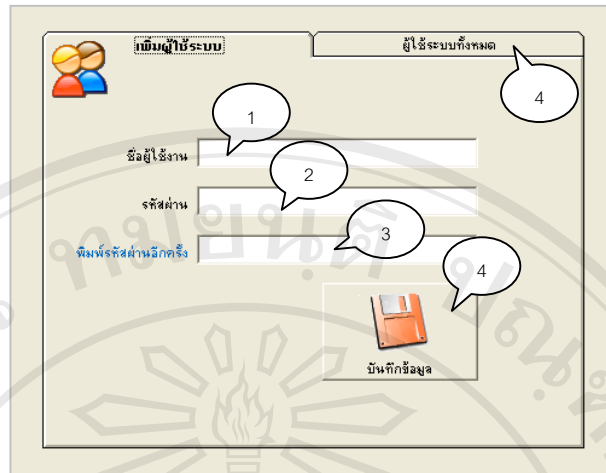 เพิ่มผู้ใช้ระบบ
ผู้ใช้ระบบทั้งหมด
4
1
ชื่อผู้ใช้งาน
2
รหัสผ่าน
3
พิมพ์รหัสผ่านอีกครั้ง
4
บันทึกข้อมูล